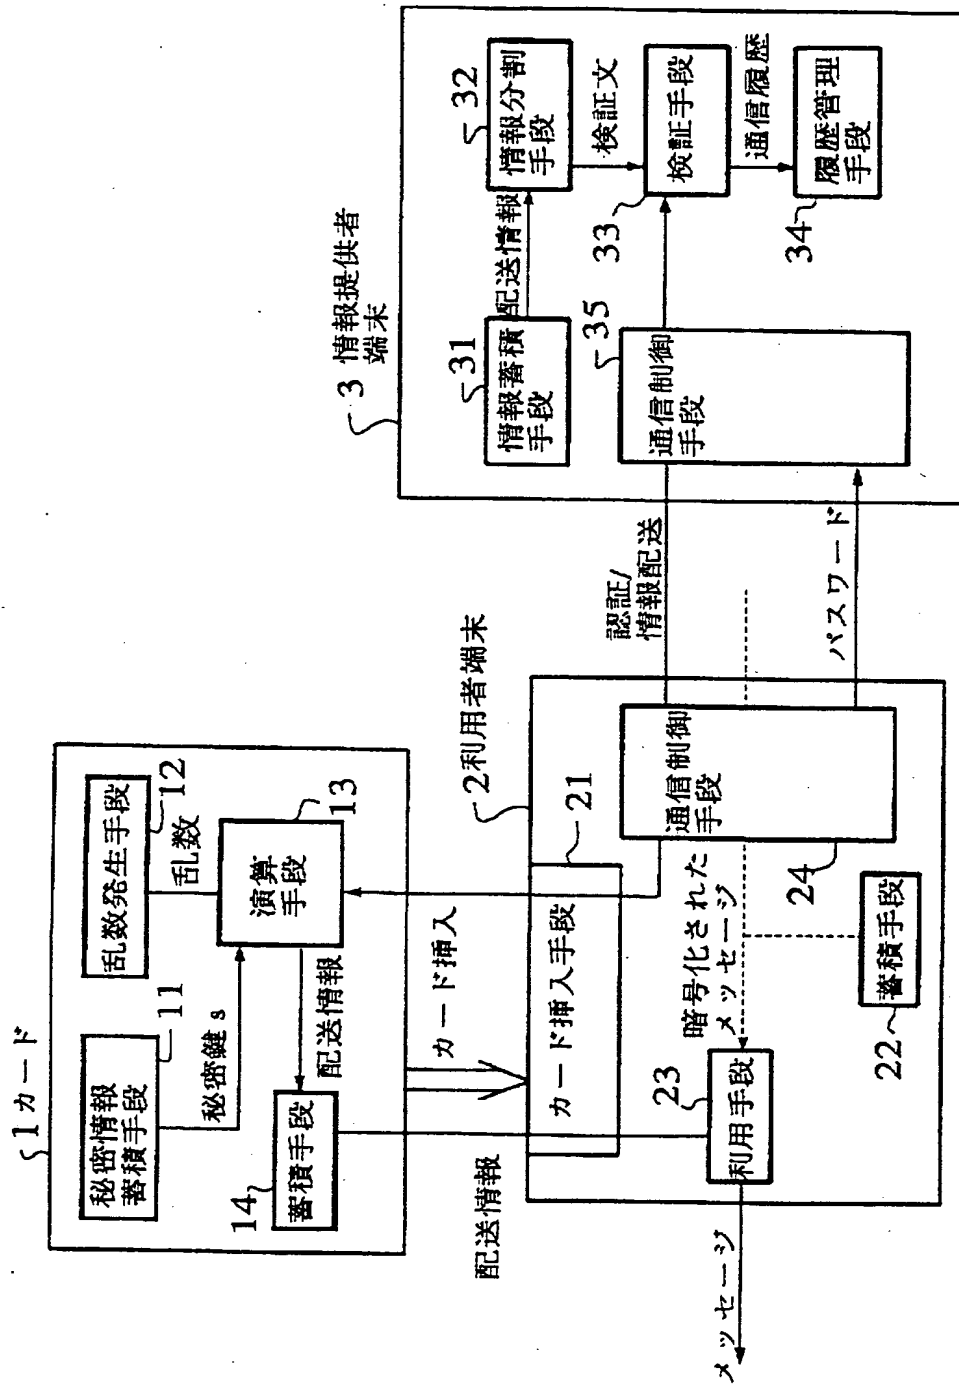 1 カード
秘密情報
蓄積手段
11
乱数発生手段
12
秘密鍵 s
乱数
演算
手段
13
配送情報
14
蓄積手段
カード挿入
配送情報
2 利用者端末
カード挿入手段
21
暗号化された
メッセージ
通信制御
手段
24
23
利用手段
22
蓄積手段
メッセージ
認証/
情報配送
パスワード
3 情報提供者
端末
31
情報蓄積
手段
配送情報
32
情報分割
手段
検証文
35
通信制御
手段
33
検証手段
通信履歴
34
履歴管理
手段